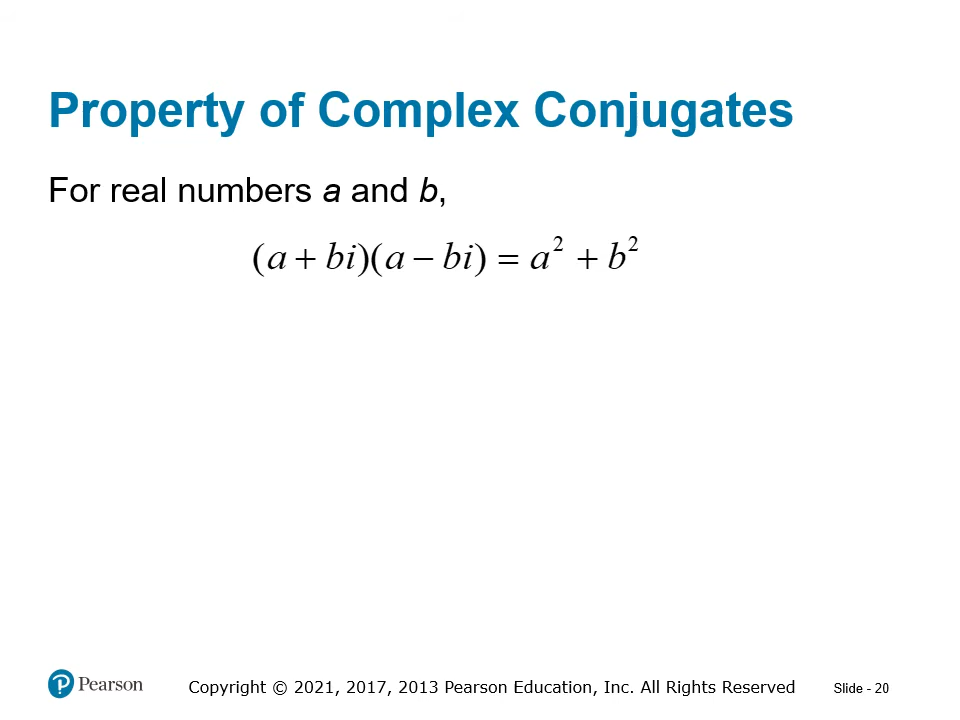 Property of Complex Conjugates
For real numbers a and b,
(a + bi)(a − bi) = a² + b²
Pearson
Copyright © 2021, 2017, 2013 Pearson Education, Inc. All Rights Reserved
Slide - 20